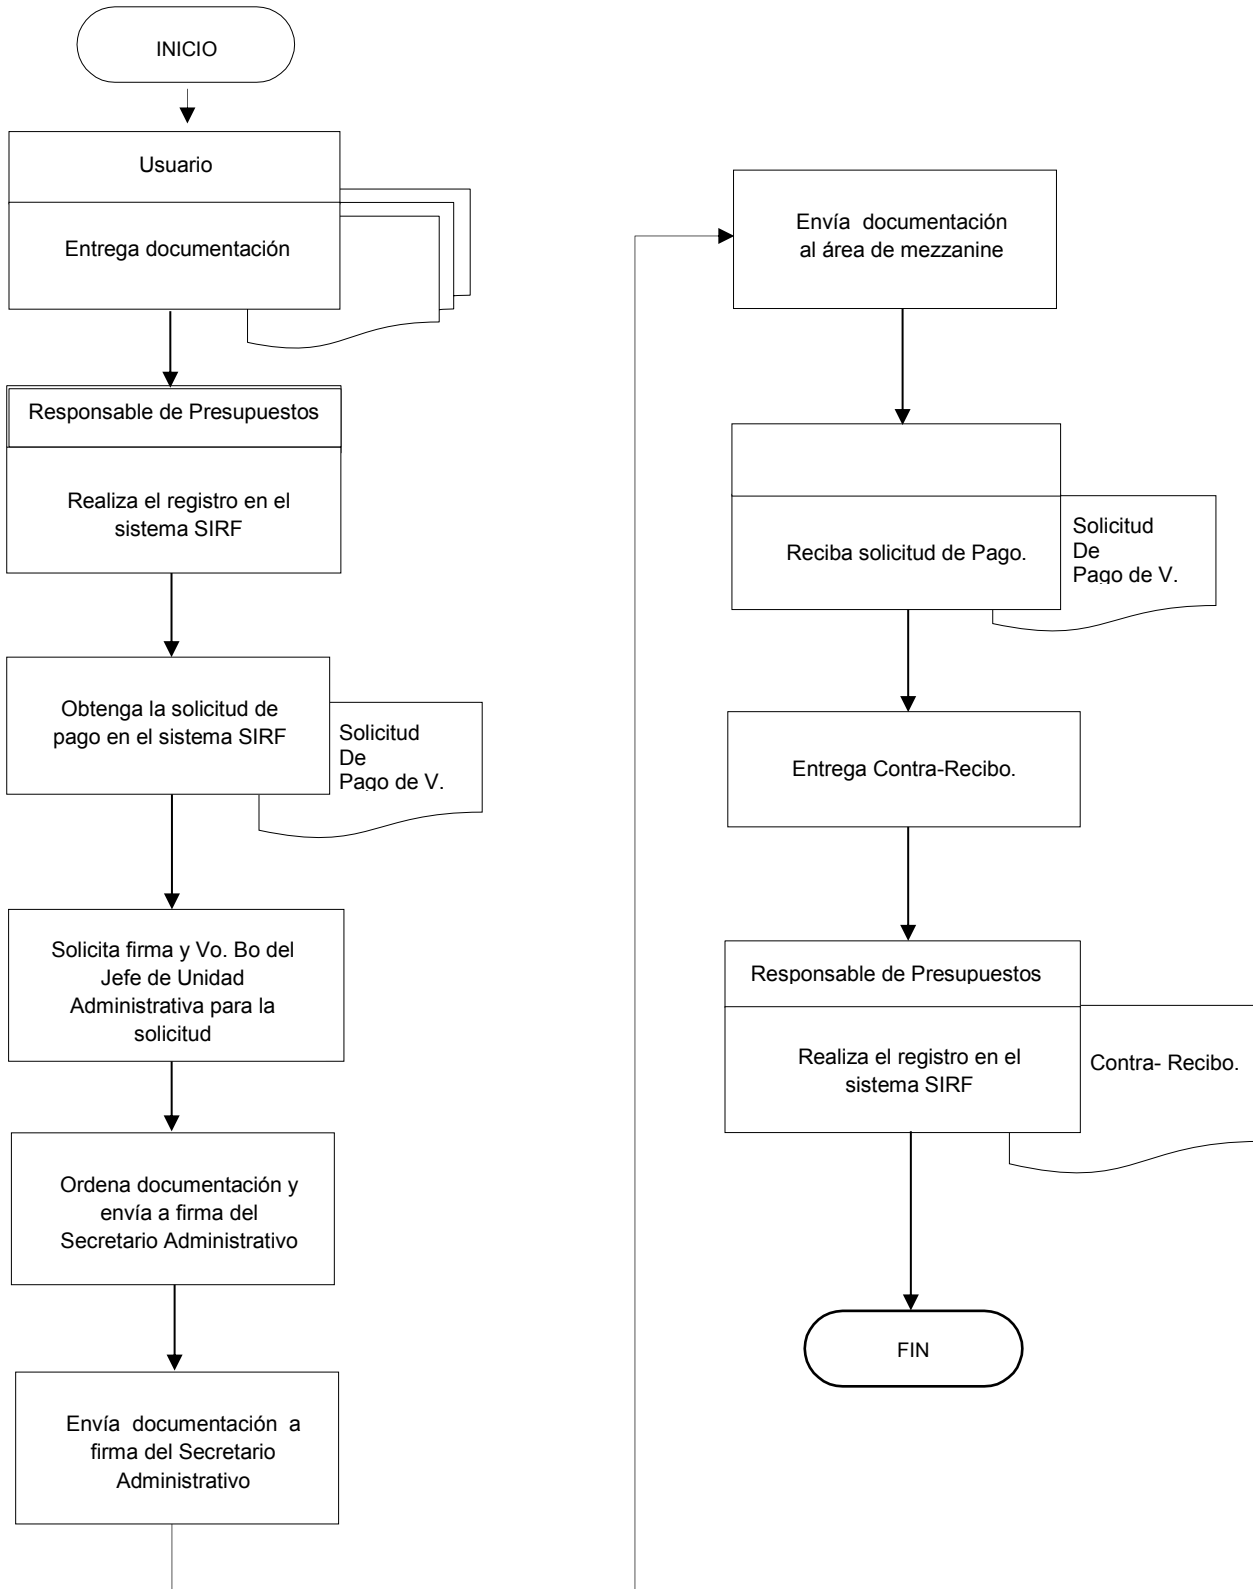 INICIO
Usuario
Entrega documentación
Responsable de Presupuestos
Realiza el registro en el
sistema SIRF
Obtenga la solicitud de
pago en el sistema SIRF
Solicitud
De
Pago de V.
Solicita firma y Vo. Bo del
Jefe de Unidad
Administrativa para la
solicitud
Ordena documentación y
envía a firma del
Secretario Administrativo
Envía documentación a
firma del Secretario
Administrativo
Envía documentación
al área de mezzanine
Reciba solicitud de Pago.
Solicitud
De
Pago de V.
Entrega Contra-Recibo.
Responsable de Presupuestos
Realiza el registro en el
sistema SIRF
Contra- Recibo.
FIN